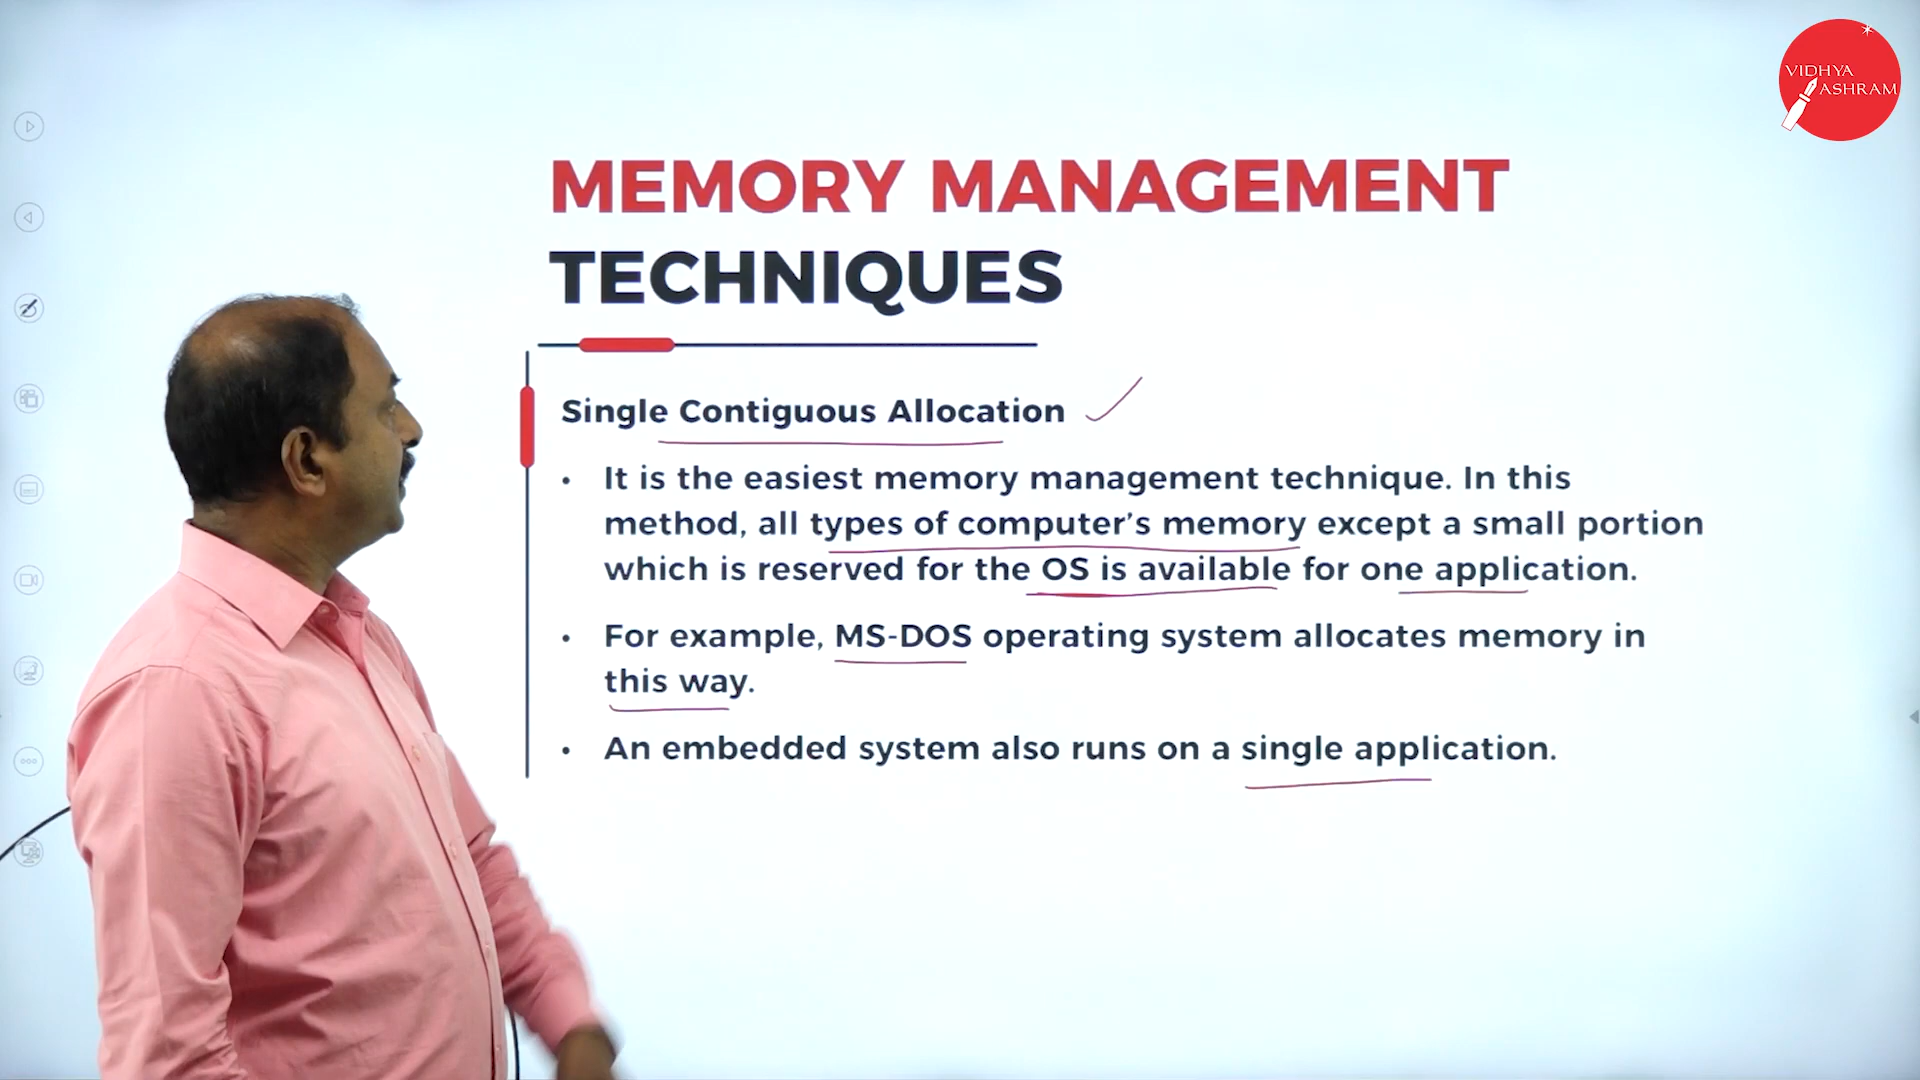 VIDHYA
ASHRAM
MEMORY MANAGEMENT
TECHNIQUES
Single Contiguous Allocation
• It is the easiest memory management technique. In this
method, all types of computer’s memory except a small portion
which is reserved for the OS is available for one application.
• For example, MS-DOS operating system allocates memory in
this way.
• An embedded system also runs on a single application.